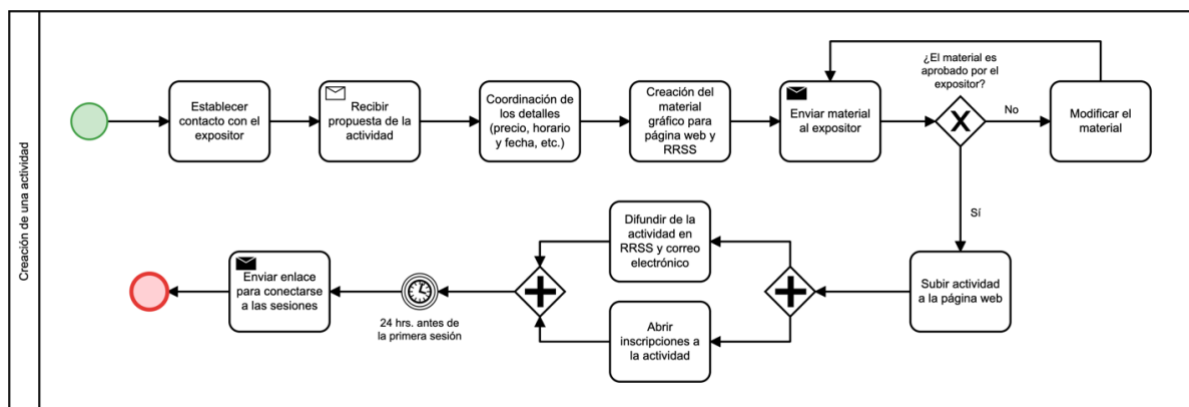 Creación de una actividad
Establecer
contacto con el
expositor
Recibir
propuesta de la
actividad
Coordinación de
los detalles
(precio, horario
y fecha, etc.)
Creación del
material
gráfico para
página web y
RRSS
Enviar material
al expositor
¿El material es
aprobado por el
expositor?
No
Modificar el
material
Sí
Subir actividad
a la página web
Difundir de la
actividad en
RRSS y correo
electrónico
Abrir
inscripciones a
la actividad
24 hrs. antes de
la primera sesión
Enviar enlace
para conectarse
a las sesiones